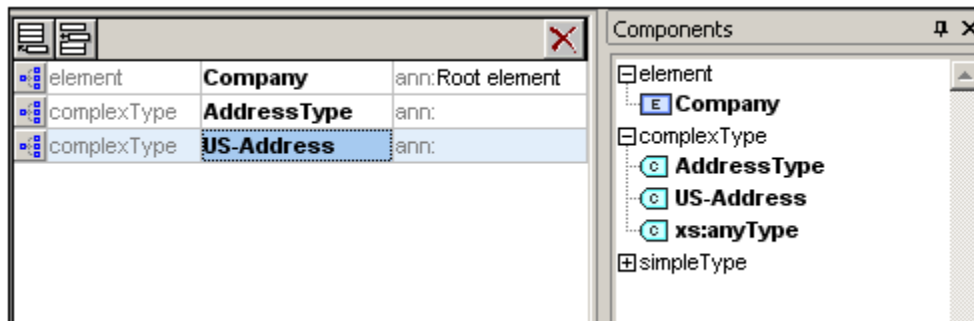 Components
element Company ann:Root element
complexType AddressType ann:
complexType US-Address ann:
element
E Company
complexType
C AddressType
C US-Address
C xs:anyType
simpleType